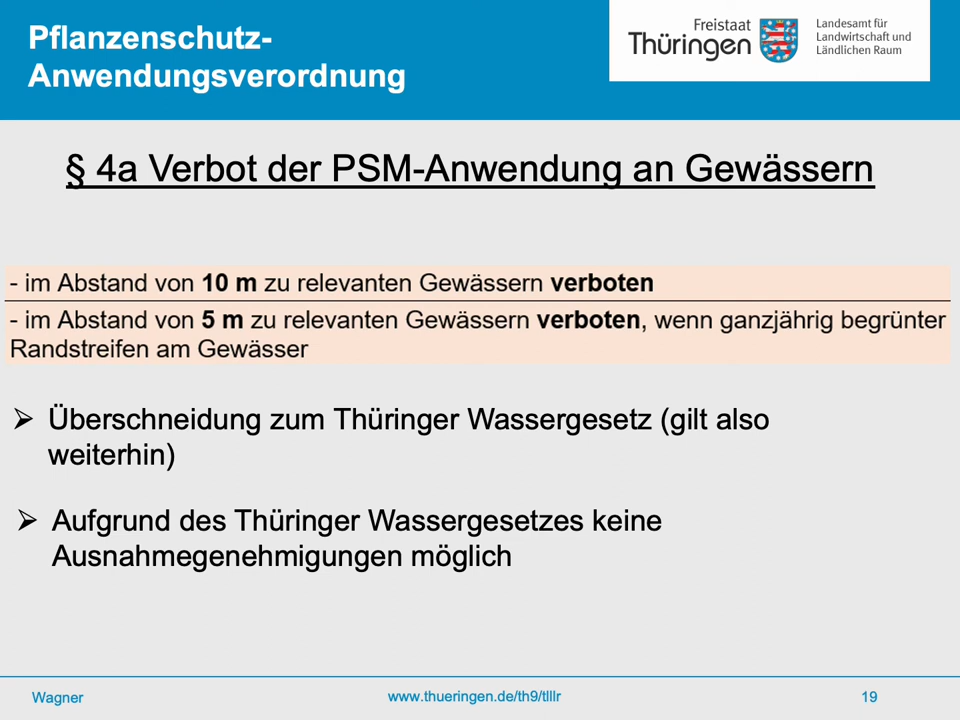 Pflanzenschutz-
Anwendungsverordnung
Freistaat
Thüringen
Landesamt für
Landwirtschaft und
Ländlichen Raum
§ 4a Verbot der PSM-Anwendung an Gewässern
- im Abstand von 10 m zu relevanten Gewässern verboten
- im Abstand von 5 m zu relevanten Gewässern verboten, wenn ganzjährig begrünter
Randstreifen am Gewässer
➢ Überschneidung zum Thüringer Wassergesetz (gilt also
weiterhin)
➢ Aufgrund des Thüringer Wassergesetzes keine
Ausnahmegenehmigungen möglich
Wagner
www.thueringen.de/th9/tlllr
19